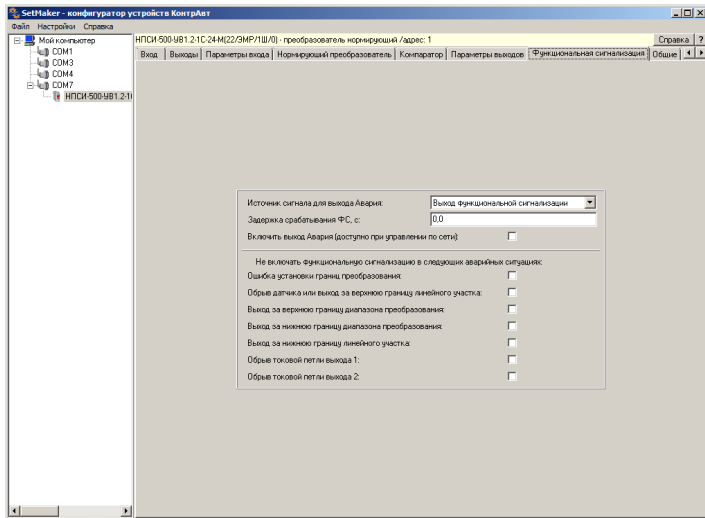 SetMaker - конфигуратор устройств КонтрАвт
Файл Настройки Справка
Мой компьютер
COM1
COM3
COM4
COM7
НПСИ-500-УВ1.2-1
НПСИ-500-УВ1.2-1С-24-М(22/ЭМР/1Ш/0) - преобразователь нормирующий /адрес: 1
Справка ?
Вход Выходы Параметры входа Нормирующий преобразователь Компаратор Параметры выходов Функциональная сигнализация Общие
Источник сигнала для выхода Авария: Выход функциональной сигнализации
Задержка срабатывания ФС, с: 0,0
Включить выход Авария (доступно при управлении по сети):
Не включать функциональную сигнализацию в следующих аварийных ситуациях:
Ошибка установки границ преобразования:
Обрыв датчика или выход за верхнюю границу линейного участка:
Выход за верхнюю границу диапазона преобразования:
Выход за нижнюю границу диапазона преобразования:
Выход за нижнюю границу линейного участка:
Обрыв токовой петли выхода 1:
Обрыв токовой петли выхода 2: